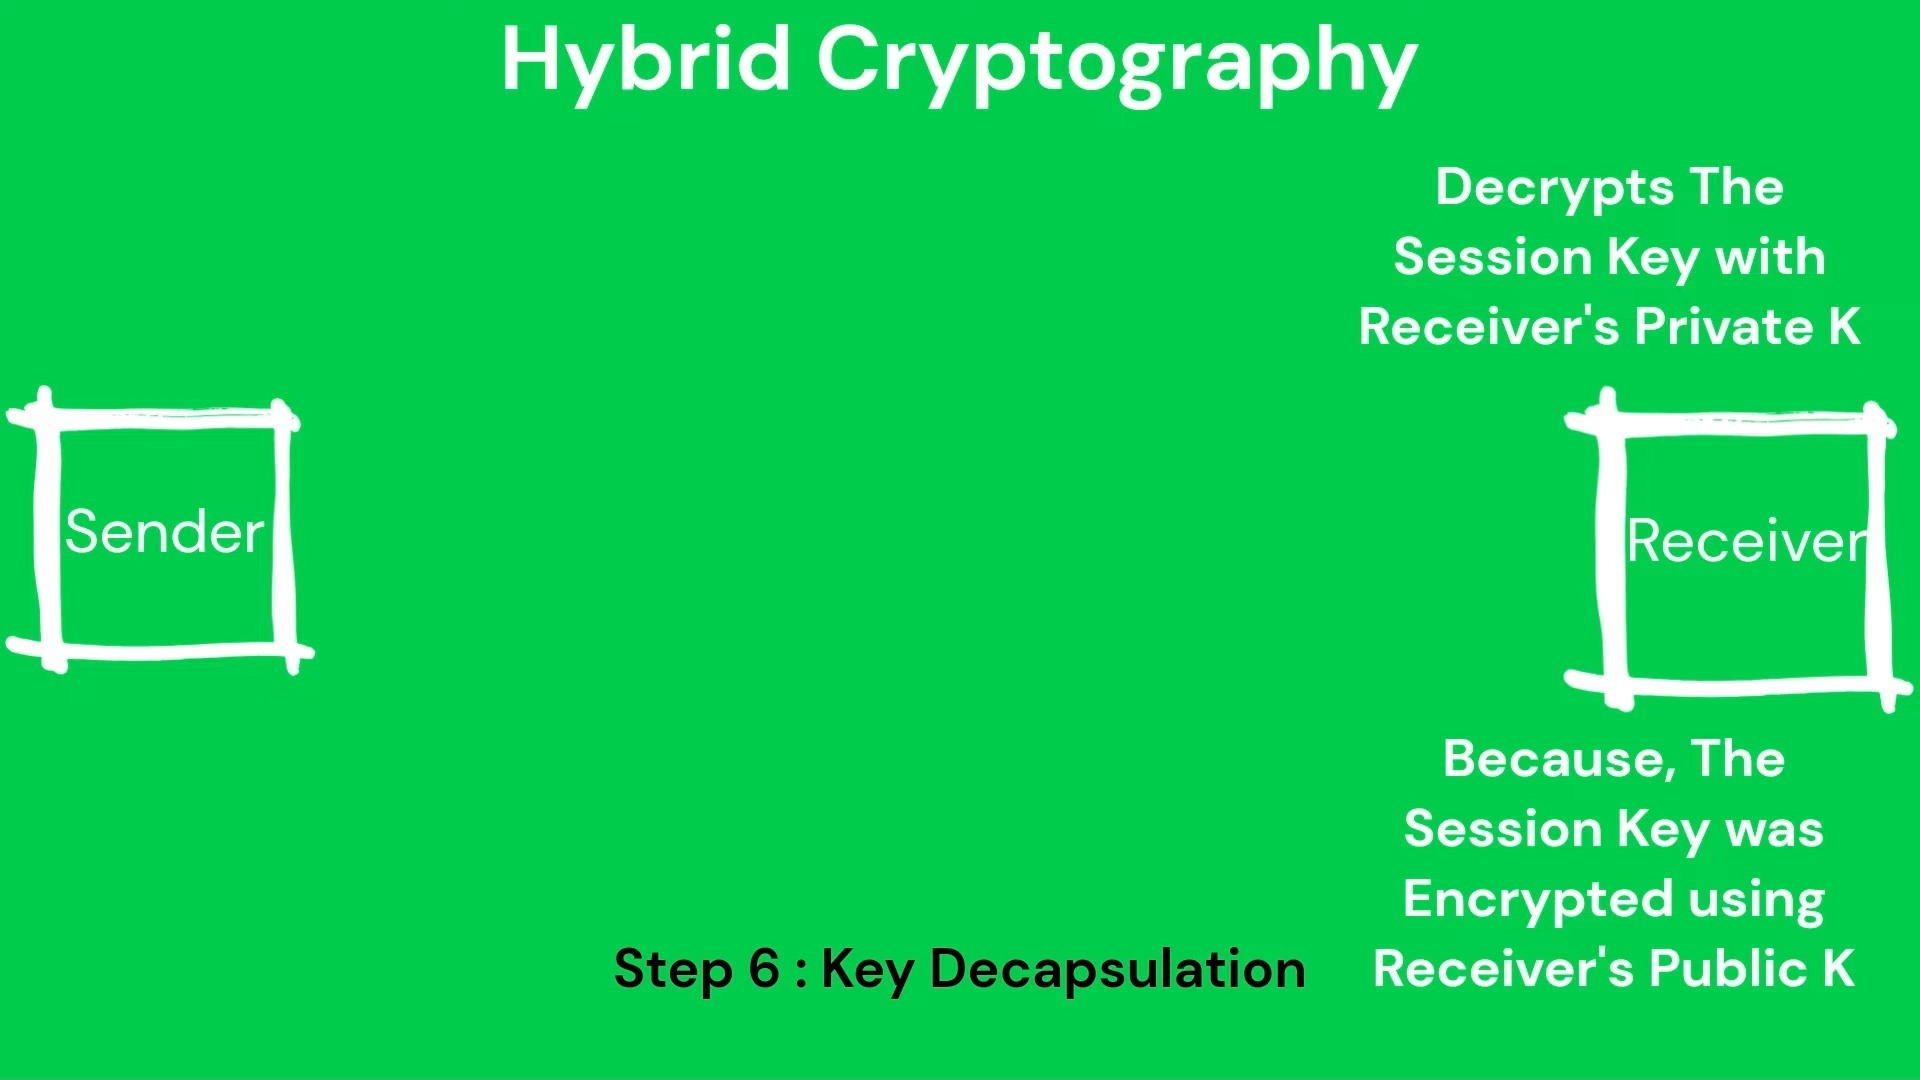 Hybrid Cryptography
Decrypts The
Session Key with
Receiver's Private K
Sender
Receiver
Because, The
Session Key was
Encrypted using
Receiver's Public K
Step 6 : Key Decapsulation